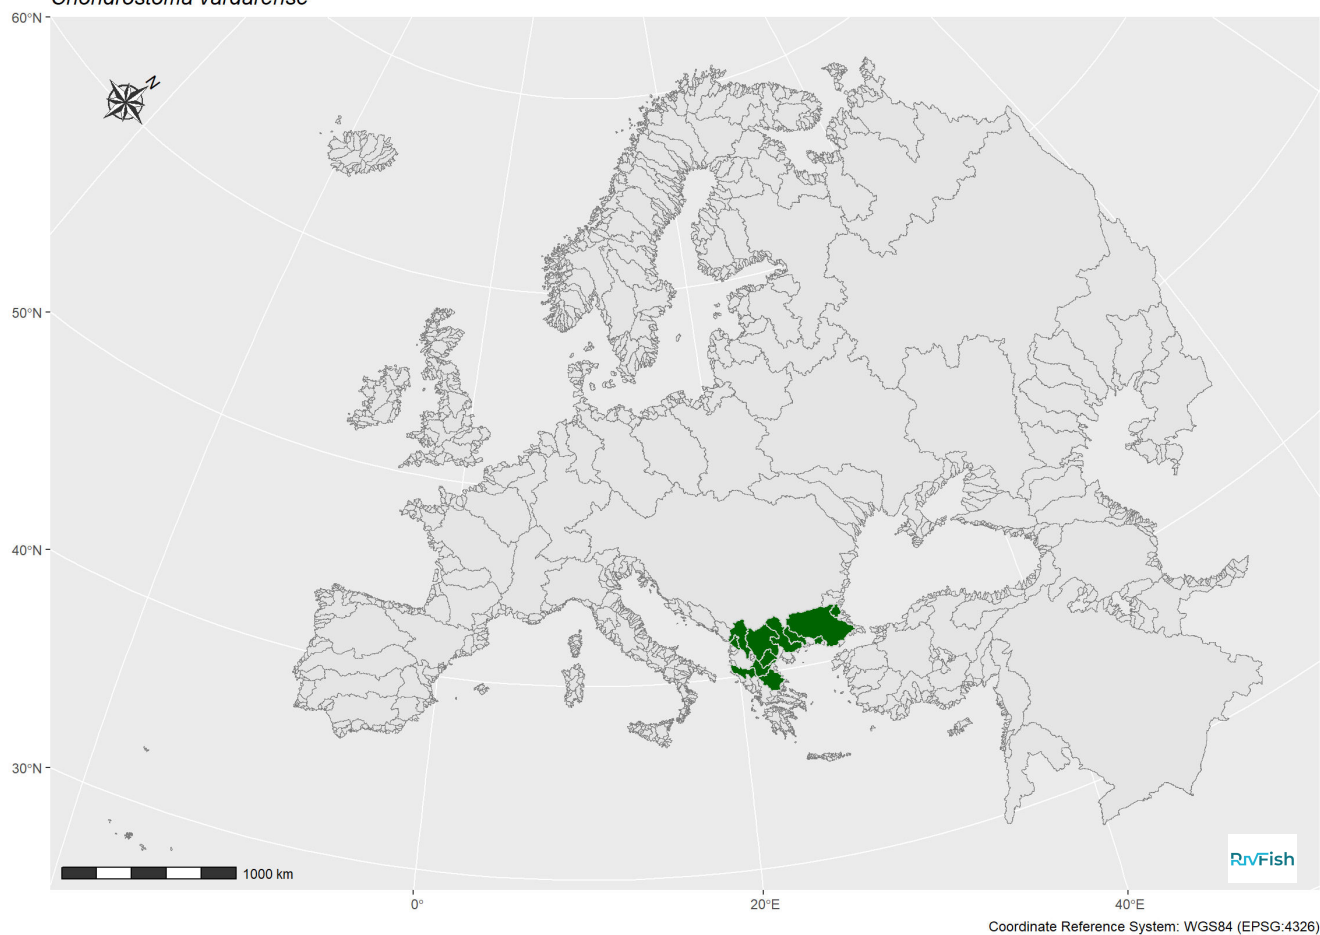 Chondrostoma vardarense
60°N
N
50°N
40°N
30°N
1000 km
RivFish
0°
20°E
40°E
Coordinate Reference System: WGS84 (EPSG:4326)